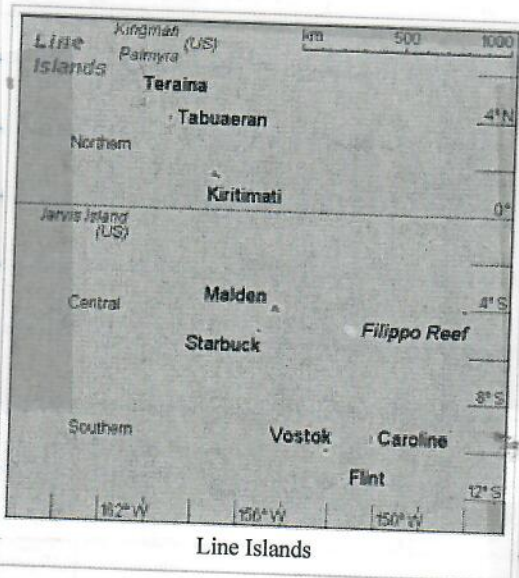 Line Islands
Kingman
Palmyra
(US)
km 500 1000
Teraina
Tabuaeran
4°N
Northern
Kiritimati
0°
Jarvis Island
(US)
Central
Malden
4°S
Starbuck
Filippo Reef
8°S
Southern
Vostok
Caroline
Flint
12°S
162°W
156°W
150°W
Line Islands